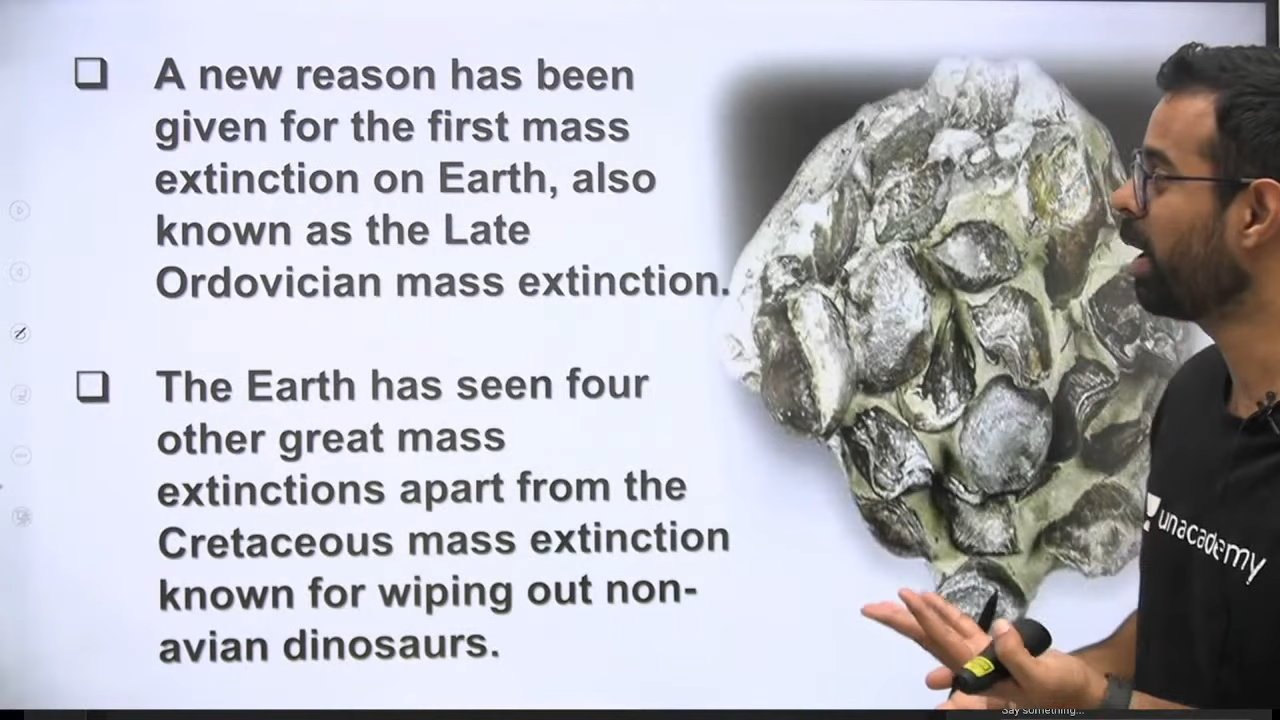 A new reason has been
given for the first mass
extinction on Earth, also
known as the Late
Ordovician mass extinction.
The Earth has seen four
other great mass
extinctions apart from the
Cretaceous mass extinction
known for wiping out non-
avian dinosaurs.
unacademy
Say something...